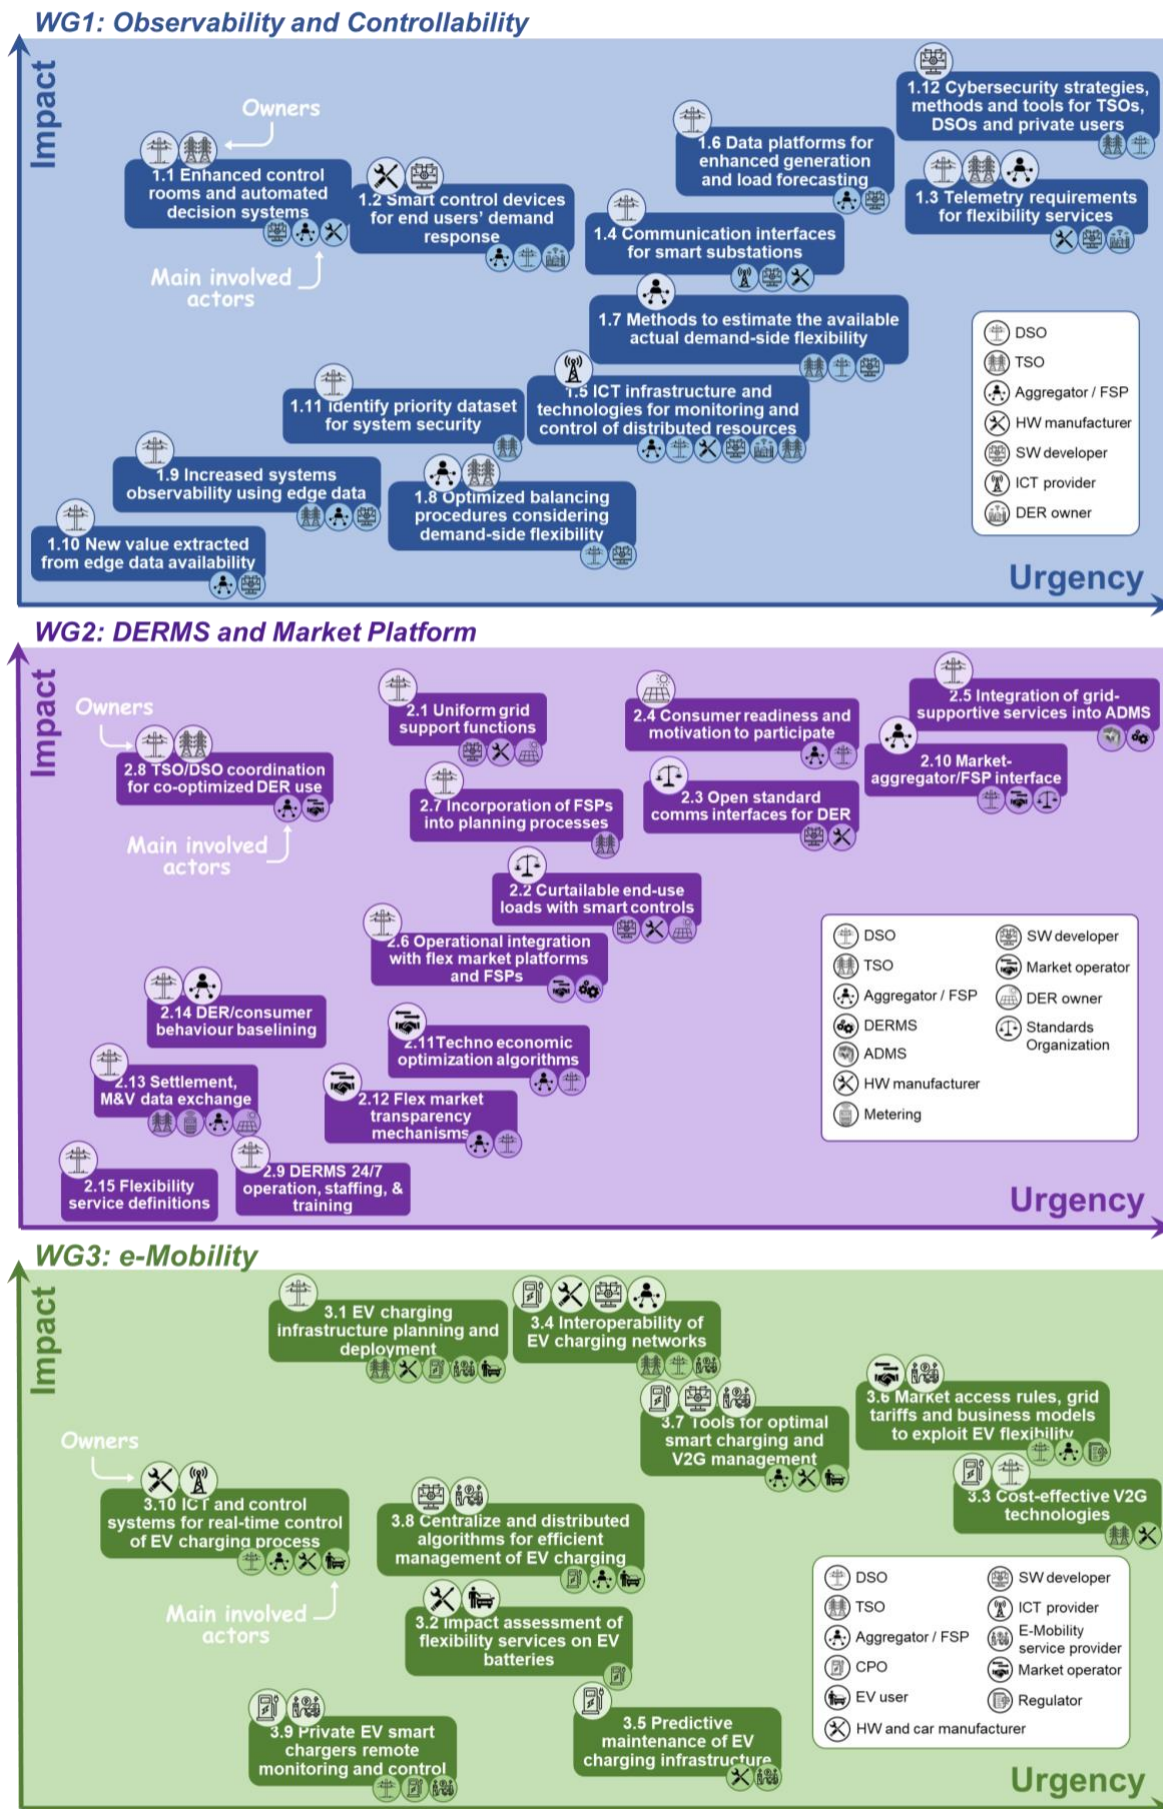 WG1: Observability and Controllability
Impact
Owners
1.12 Cybersecurity strategies,
methods and tools for TSOs,
DSOs and private users
1.6 Data platforms for
enhanced generation
and load forecasting
1.1 Enhanced control
rooms and automated
decision systems
1.2 Smart control devices
for end users’ demand
response
1.3 Telemetry requirements
for flexibility services
1.4 Communication interfaces
for smart substations
Main involved
actors
1.7 Methods to estimate the available
actual demand-side flexibility
DSO
TSO
Aggregator / FSP
HW manufacturer
SW developer
ICT provider
DER owner
1.11 Identify priority dataset
for system security
1.5 ICT infrastructure and
technologies for monitoring and
control of distributed resources
1.9 Increased systems
observability using edge data
1.8 Optimized balancing
procedures considering
demand-side flexibility
1.10 New value extracted
from edge data availability
Urgency
WG2: DERMS and Market Platform
Impact
Owners
2.1 Uniform grid
support functions
2.4 Consumer readiness and
motivation to participate
2.5 Integration of grid-
supportive services into ADMS
2.8 TSO/DSO coordination
for co-optimized DER use
2.10 Market-
aggregator/FSP interface
2.7 Incorporation of FSPs
into planning processes
2.3 Open standard
comms interfaces for DER
Main involved
actors
2.2 Curtailable end-use
loads with smart controls
2.6 Operational integration
with flex market platforms
and FSPs
DSO
TSO
Aggregator / FSP
DERMS
ADMS
HW manufacturer
Metering
SW developer
Market operator
DER owner
Standards
Organization
2.14 DER/consumer
behaviour baselining
2.11Techno economic
optimization algorithms
2.13 Settlement,
M&V data exchange
2.12 Flex market
transparency
mechanisms
2.15 Flexibility
service definitions
2.9 DERMS 24/7
operation, staffing, &
training
Urgency
WG3: e-Mobility
Impact
3.1 EV charging
infrastructure planning and
deployment
3.4 Interoperability of
EV charging networks
3.6 Market access rules, grid
tariffs and business models
to exploit EV flexibility
3.7 Tools for optimal
smart charging and
V2G management
Owners
3.10 ICT and control
systems for real-time control
of EV charging process
3.8 Centralize and distributed
algorithms for efficient
management of EV charging
3.3 Cost-effective V2G
technologies
Main involved
actors
3.2 Impact assessment of
flexibility services on EV
batteries
DSO
TSO
Aggregator / FSP
CPO
EV user
HW and car manufacturer
SW developer
ICT provider
E-Mobility
service provider
Market operator
Regulator
3.9 Private EV smart
chargers remote
monitoring and control
3.5 Predictive
maintenance of EV
charging infrastructure
Urgency